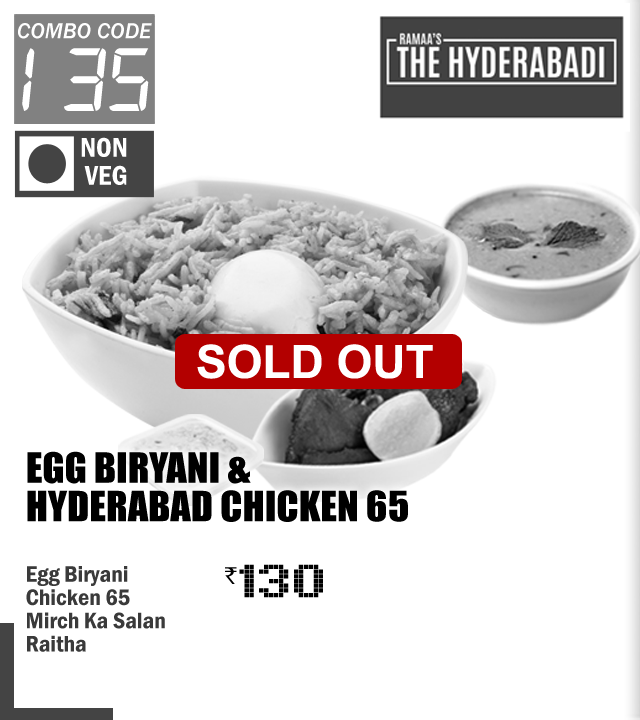 COMBO CODE
135
NON
VEG
RAMAA'S
THE HYDERABADI
SOLD OUT
EGG BIRYANI &
HYDERABAD CHICKEN 65
Egg Biryani
₹130
Chicken 65
Mirch Ka Salan
Raitha